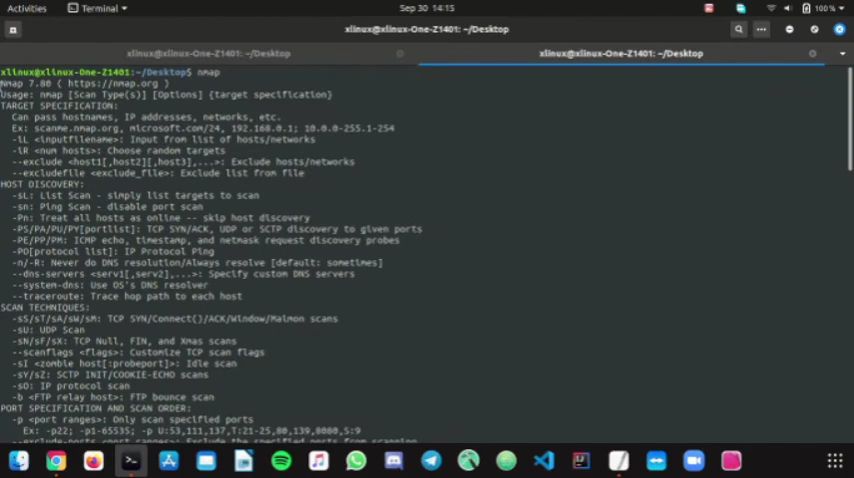 Activities
Terminal
Sep 30 14:15
100%
xlinux@xlinux-One-Z1401: ~/Desktop
xlinux@xlinux-One-Z1401: ~/Desktop
xlinux@xlinux-One-Z1401: ~/Desktop
xlinux@xlinux-One-Z1401:~/Desktop$ nmap
Nmap 7.80 ( https://nmap.org )
Usage: nmap [Scan Type(s)] [Options] {target specification}
TARGET SPECIFICATION:
Can pass hostnames, IP addresses, networks, etc.
Ex: scanme.nmap.org, microsoft.com/24, 192.168.0.1; 10.0.0-255.1-254
-iL <inputfilename>: Input from list of hosts/networks
-iR <num hosts>: Choose random targets
--exclude <host1[,host2][,host3],...>: Exclude hosts/networks
--excludefile <exclude_file>: Exclude list from file
HOST DISCOVERY:
-sL: List Scan - simply list targets to scan
-sn: Ping Scan - disable port scan
-Pn: Treat all hosts as online -- skip host discovery
-PS/PA/PU/PY[portlist]: TCP SYN/ACK, UDP or SCTP discovery to given ports
-PE/PP/PM: ICMP echo, timestamp, and netmask request discovery probes
-PO[protocol list]: IP Protocol Ping
-n/-R: Never do DNS resolution/Always resolve [default: sometimes]
--dns-servers <serv1[,serv2],...>: Specify custom DNS servers
--system-dns: Use OS's DNS resolver
--traceroute: Trace hop path to each host
SCAN TECHNIQUES:
-sS/sT/sA/sW/sM: TCP SYN/Connect()/ACK/Window/Maimon scans
-sU: UDP Scan
-sN/sF/sX: TCP Null, FIN, and Xmas scans
--scanflags <flags>: Customize TCP scan flags
-sI <zombie host[:probeport]>: Idle scan
-sY/sZ: SCTP INIT/COOKIE-ECHO scans
-sO: IP protocol scan
-b <FTP relay host>: FTP bounce scan
PORT SPECIFICATION AND SCAN ORDER:
-p <port ranges>: Only scan specified ports
Ex: -p22; -p1-65535; -p U:53,111,137,T:21-25,80,139,8080,S:9
--exclude-ports <port ranges>: Exclude the specified ports from scanning